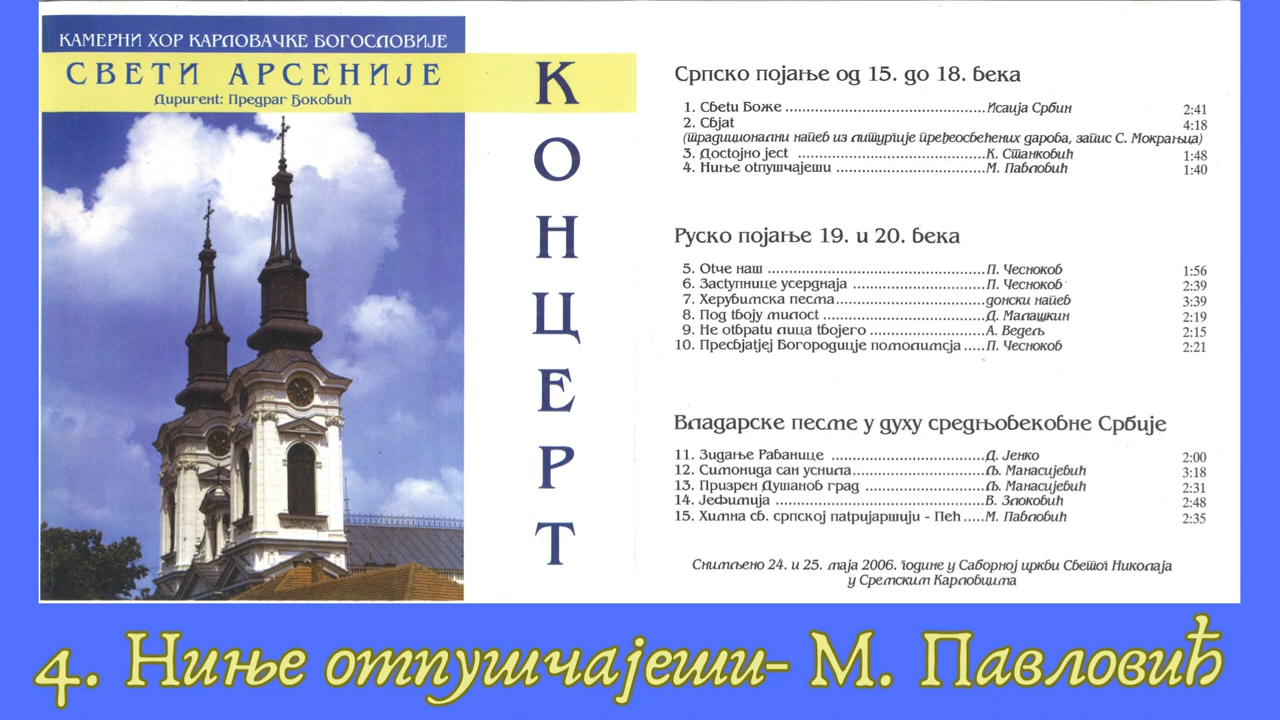 КАМЕРНИ ХОР КАРЛОВАЧКЕ БОГОСЛОВИЈЕ
СВЕТИ АРСЕНИЈЕ
Диригент: Предраг Боковић
КОНЦЕРТ
Српско појање од 15. до 18. века
1. Свети Боже ........................................Исаија Србин 2:41
2. Свјат 4:18
(традиционални напев из литургије пређеосвећених дарова, запис С. Мокрањца)
3. Достојно јест .....................................К. Станковић 1:48
4. Ниње отпушчајеши .............................М. Павловић 1:40
Руско појање 19. и 20. века
5. Отче наш ..........................................П. Чесноков 1:56
6. Заступнице усерднаја .........................П. Чесноков 2:39
7. Херувимска песма.............................донски напев 3:39
8. Под твоју милост ................................Д. Малашкин 2:19
9. Не отврати лица твојего ......................А. Ведељ 2:15
10. Пресвјатјеј Богородице помолимсја .....П. Чесноков 2:21
Владарске песме у духу средњовековне Србије
11. Зидање Раванице ..............................Д. Јенко 2:00
12. Симонида сан уснила.........................Љ. Манасијевић 3:18
13. Призрен Душанов град ......................Љ. Манасијевић 2:31
14. Јефимија ........................................В. Злоковић 2:48
15. Химна св. српској патријаршији - Пећ .....М. Павловић 2:35
Снимљено 24. и 25. маја 2006. године у Саборној цркви Светог Николаја
у Сремским Карловцима
4. Ниње отпушчајеши- М. Павловић